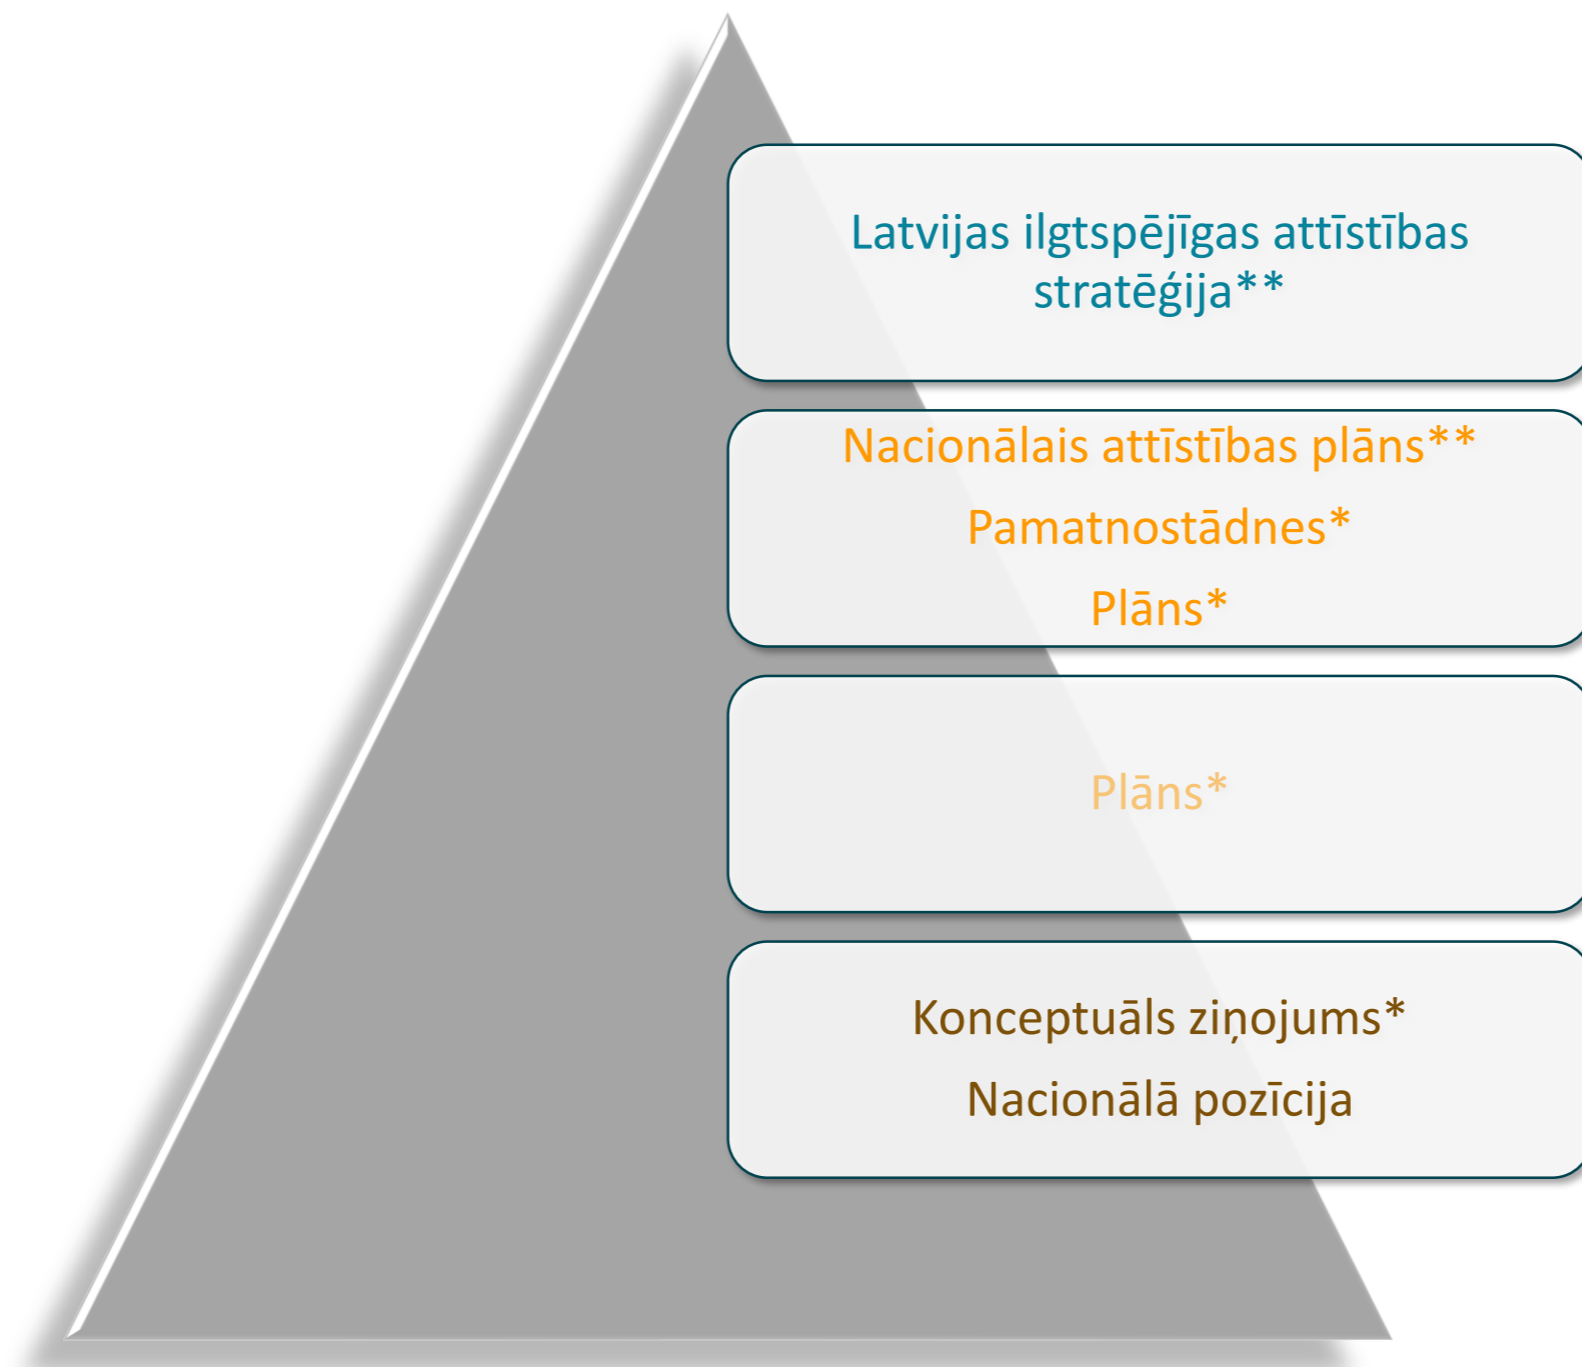 Latvijas ilgtspējīgas attīstības
stratēģija**
Nacionālais attīstības plāns**
Pamatnostādnes*
Plāns*
Plāns*
Konceptuāls ziņojums*
Nacionālā pozīcija